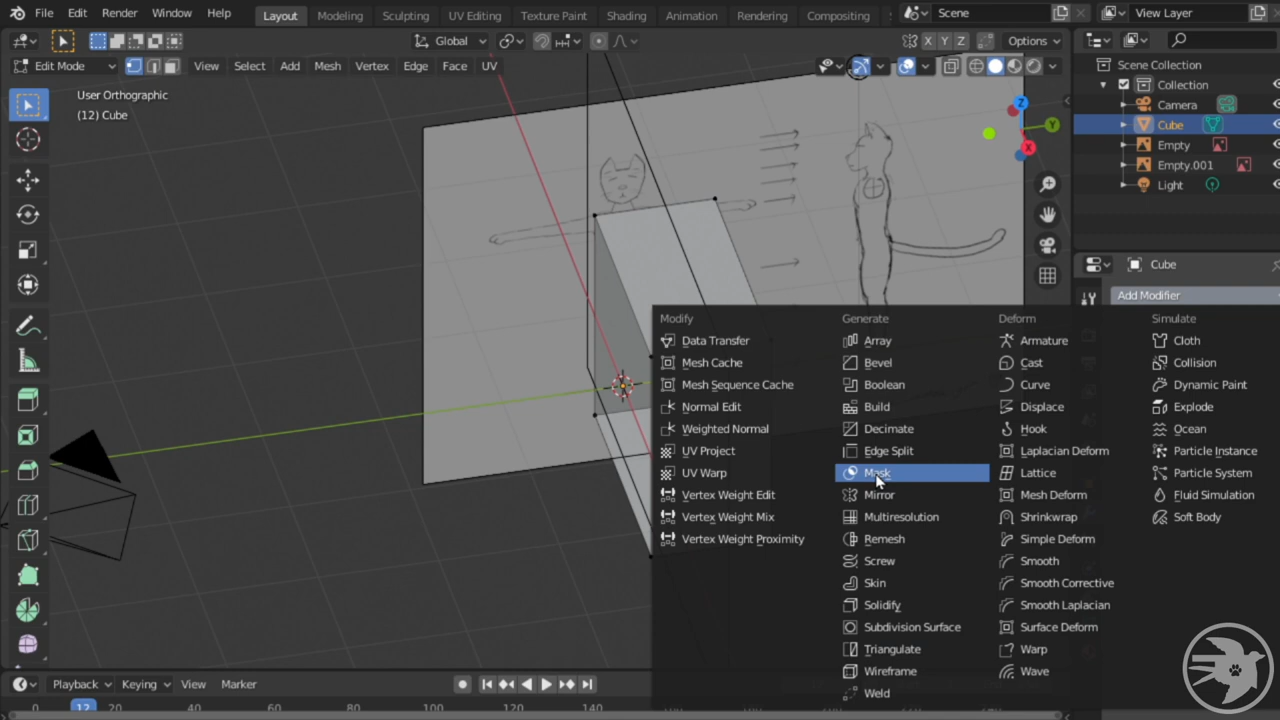 File Edit Render Window Help Layout Modeling Sculpting UV Editing Texture Paint Shading Animation Rendering Compositing Scene View Layer
Global Options
Edit Mode View Select Add Mesh Vertex Edge Face UV
X Y Z
User Orthographic
(12) Cube
Z
Y
X
Scene Collection
Collection
Camera
Cube
Empty
Empty.001
Light
Cube
Add Modifier
Modify
Data Transfer
Mesh Cache
Mesh Sequence Cache
Normal Edit
Weighted Normal
UV Project
UV Warp
Vertex Weight Edit
Vertex Weight Mix
Vertex Weight Proximity
Generate
Array
Bevel
Boolean
Build
Decimate
Edge Split
Mask
Mirror
Multiresolution
Remesh
Screw
Skin
Solidify
Subdivision Surface
Triangulate
Wireframe
Weld
Deform
Armature
Cast
Curve
Displace
Hook
Laplacian Deform
Lattice
Mesh Deform
Shrinkwrap
Simple Deform
Smooth
Smooth Corrective
Smooth Laplacian
Surface Deform
Warp
Wave
Simulate
Cloth
Collision
Dynamic Paint
Explode
Ocean
Particle Instance
Particle System
Fluid Simulation
Soft Body
Playback Keying View Marker
0 12 20 40 60 80 100 120 140